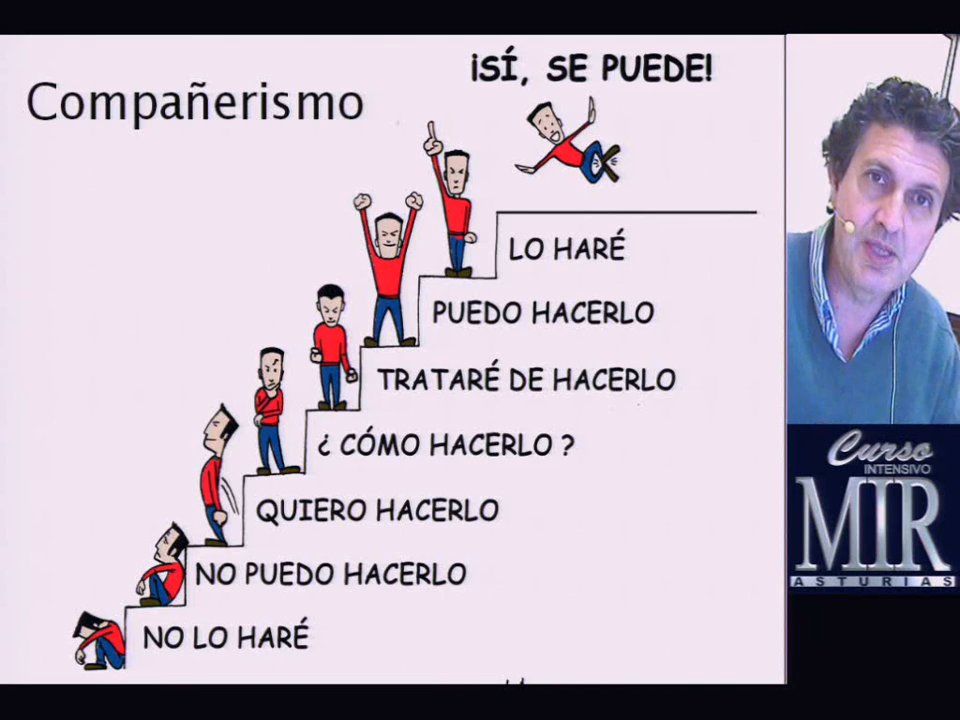 Compañerismo
¡SÍ, SE PUEDE!
LO HARÉ
PUEDO HACERLO
TRATARÉ DE HACERLO
¿ CÓMO HACERLO ?
QUIERO HACERLO
NO PUEDO HACERLO
NO LO HARÉ
Curso
INTENSIVO
MIR
ASTURIAS